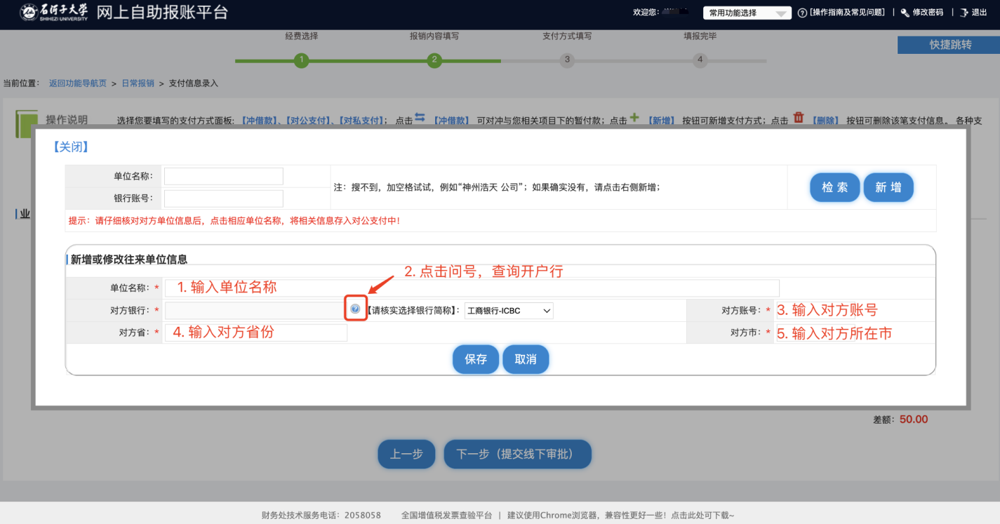 石河子大学 网上自助报账平台
SHIHEZI UNIVERSITY
欢迎您:
常用功能选择
[操作指南及常见问题] | 修改密码 | 退出
经费选择 报销内容填写 支付方式填写 填报完毕
1 2 3 4
快捷跳转
当前位置： 返回功能导航页 > 日常报销 > 支付信息录入
操作说明 选择您要填写的支付方式面板:【冲借款】、【对公支付】、【对私支付】；点击 【冲借款】 可对冲与您相关项目下的暂付款；点击 【新增】 按钮可新增支付方式；点击 【删除】 按钮可删除该笔支付信息。 各种支
【关闭】
单位名称：
银行账号：
注：搜不到，加空格试试，例如“神州浩天 公司”；如果确实没有，请点击右侧新增；
检 索 新 增
业
提示：请仔细核对对方单位信息后，点击相应单位名称，将相关信息存入对公支付中！
新增或修改往来单位信息
2. 点击问号，查询开户行
单位名称：* 1. 输入单位名称
对方银行：* 【请核实选择银行简称】： 工商银行-ICBC 对方账号：* 3. 输入对方账号
对方省：* 4. 输入对方省份 对方市：* 5. 输入对方所在市
保存 取消
差额：50.00
上一步 下一步（提交线下审批）
财务处技术服务电话：2058058 全国增值税发票查验平台 | 建议使用Chrome浏览器，兼容性更好一些！点击此处可下载~